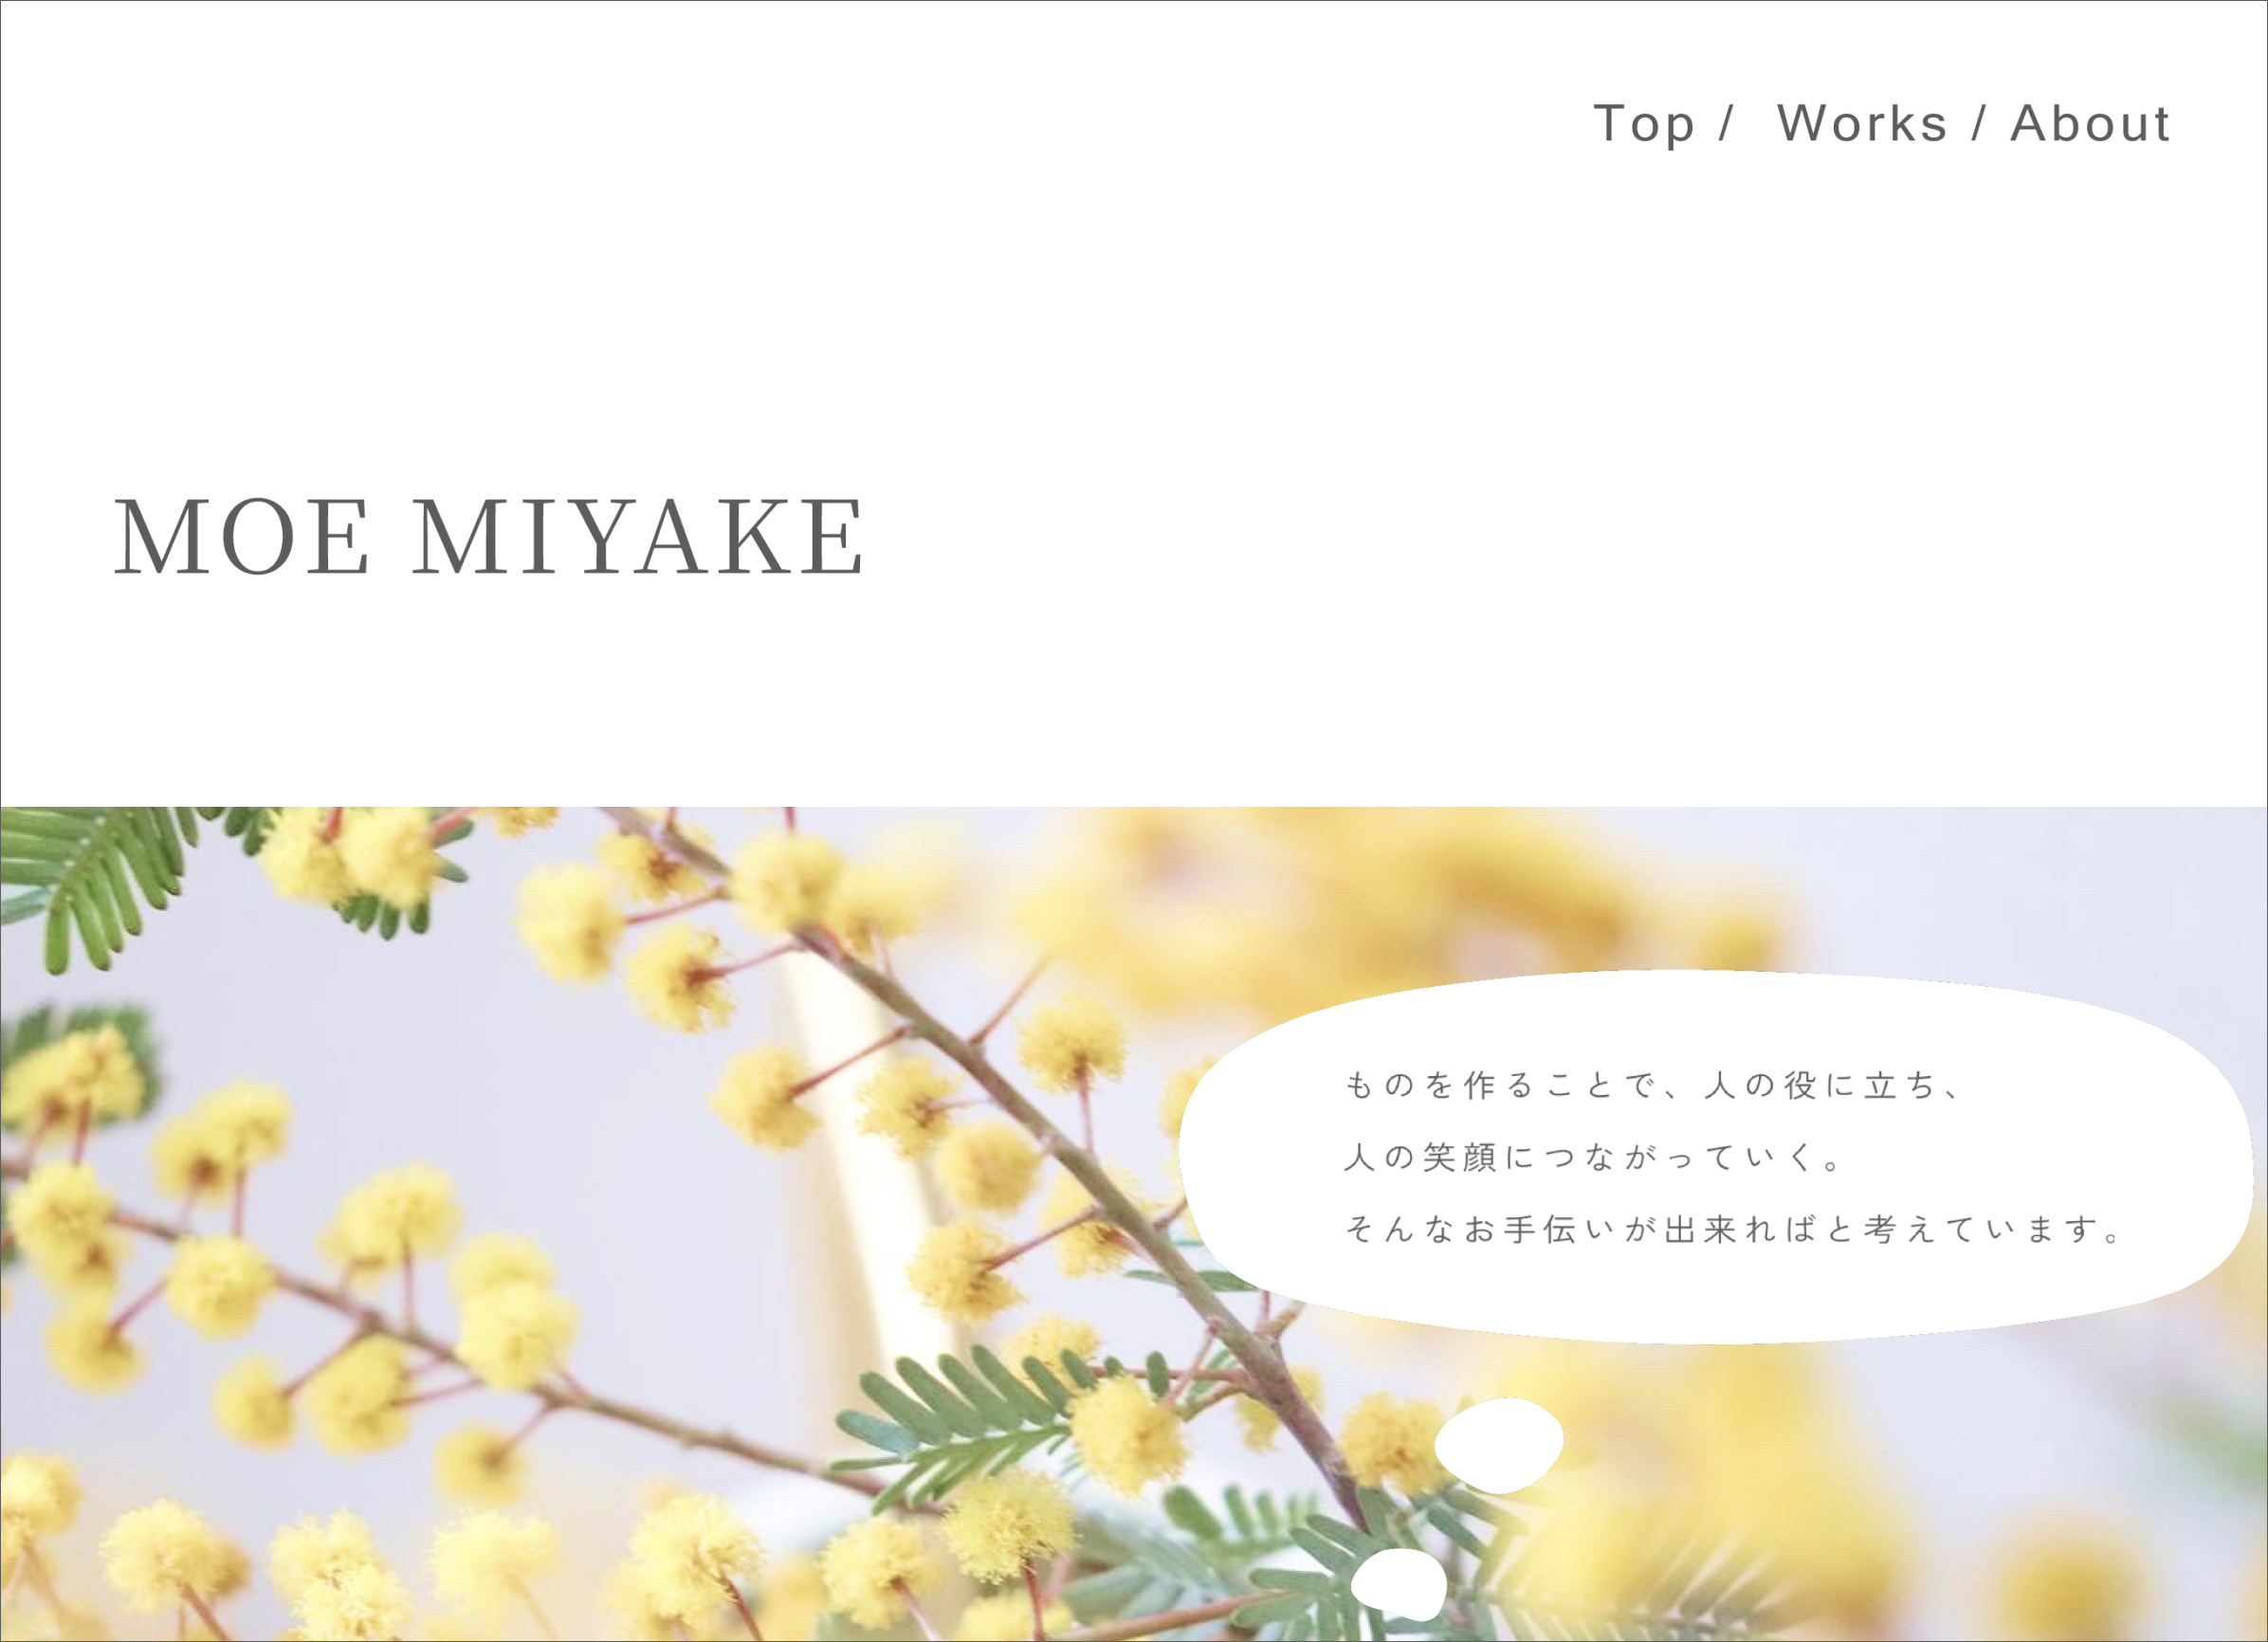 Top / Works / About
MOE MIYAKE
ものを作ることで、人の役に立ち、
人の笑顔につながっていく。
そんなお手伝いが出来ればと考えています。